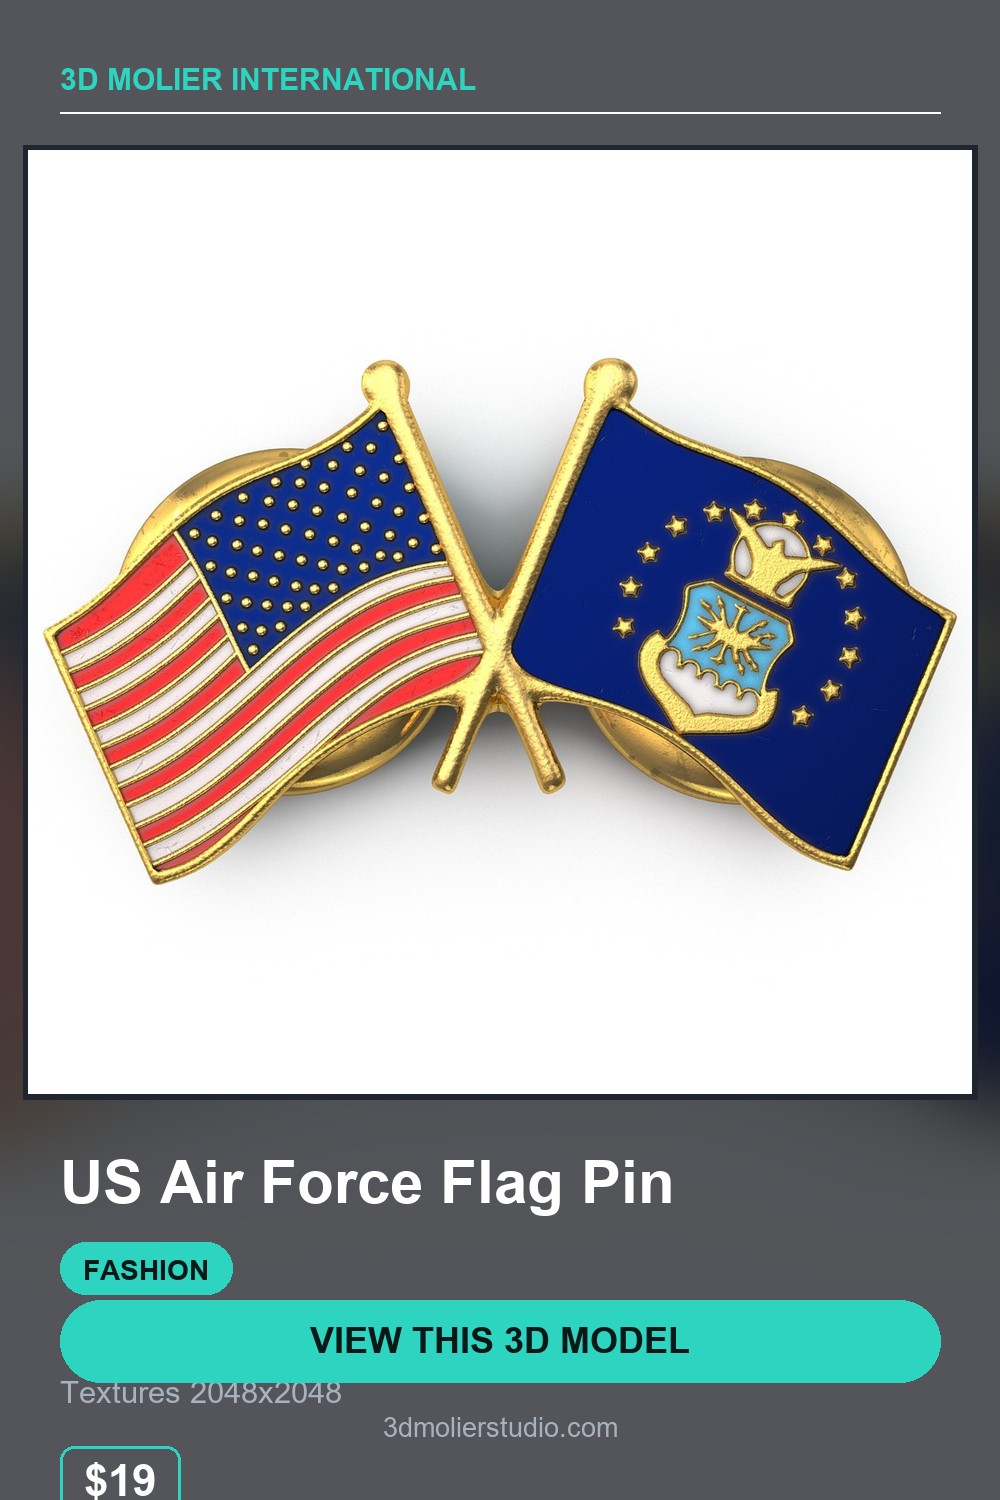 3D MOLIER INTERNATIONAL
US Air Force Flag Pin
FASHION
VIEW THIS 3D MODEL
Textures 2048x2048
3dmolierstudio.com
$19